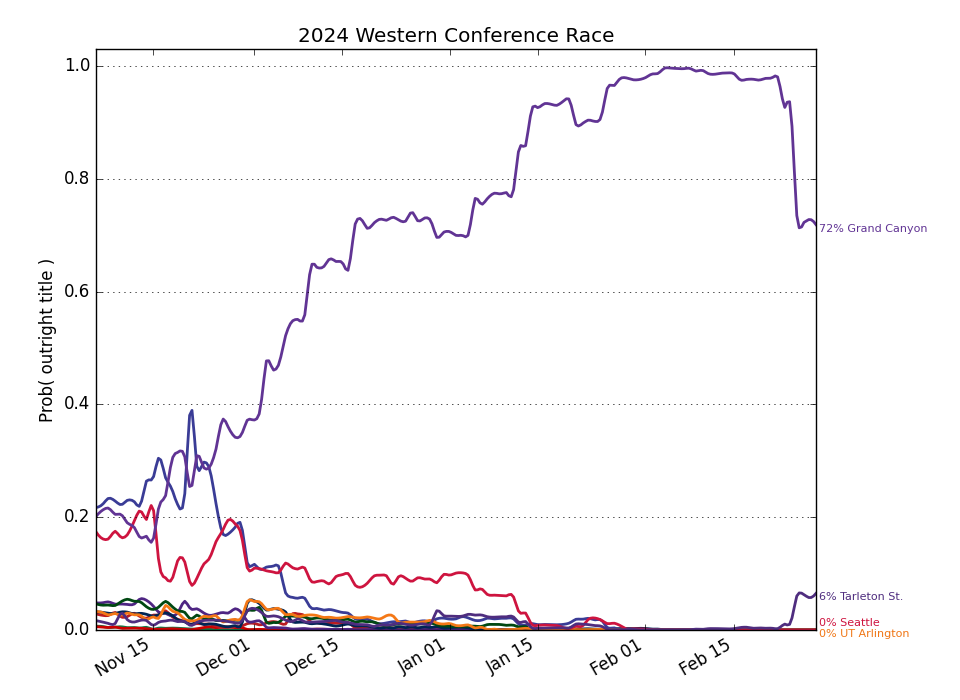 2024 Western Conference Race
Prob( outright title )
1.0
0.8
0.6
0.4
0.2
0.0
Nov 15
Dec 01
Dec 15
Jan 01
Jan 15
Feb 01
Feb 15
72% Grand Canyon
6% Tarleton St.
0% Seattle
0% UT Arlington